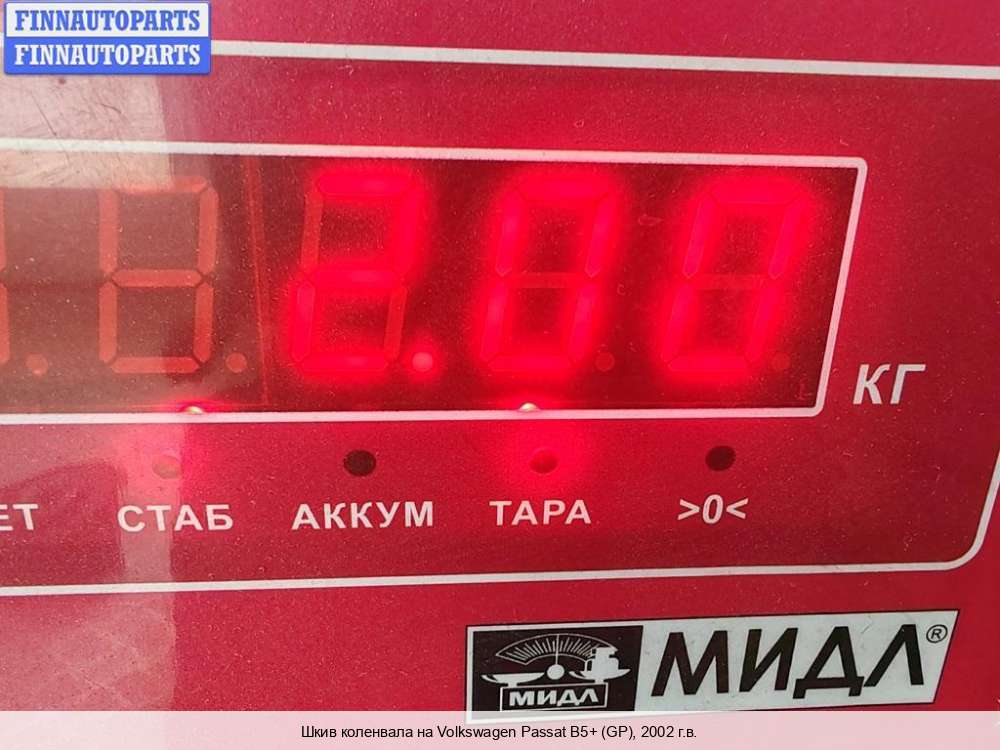 FINNAUTOPARTS
FINNAUTOPARTS
2.00
КГ
ЕТ СТАБ АККУМ ТАРА >0<
МИДЛ МИДЛ®
Шкив коленвала на Volkswagen Passat B5+ (GP), 2002 г.в.